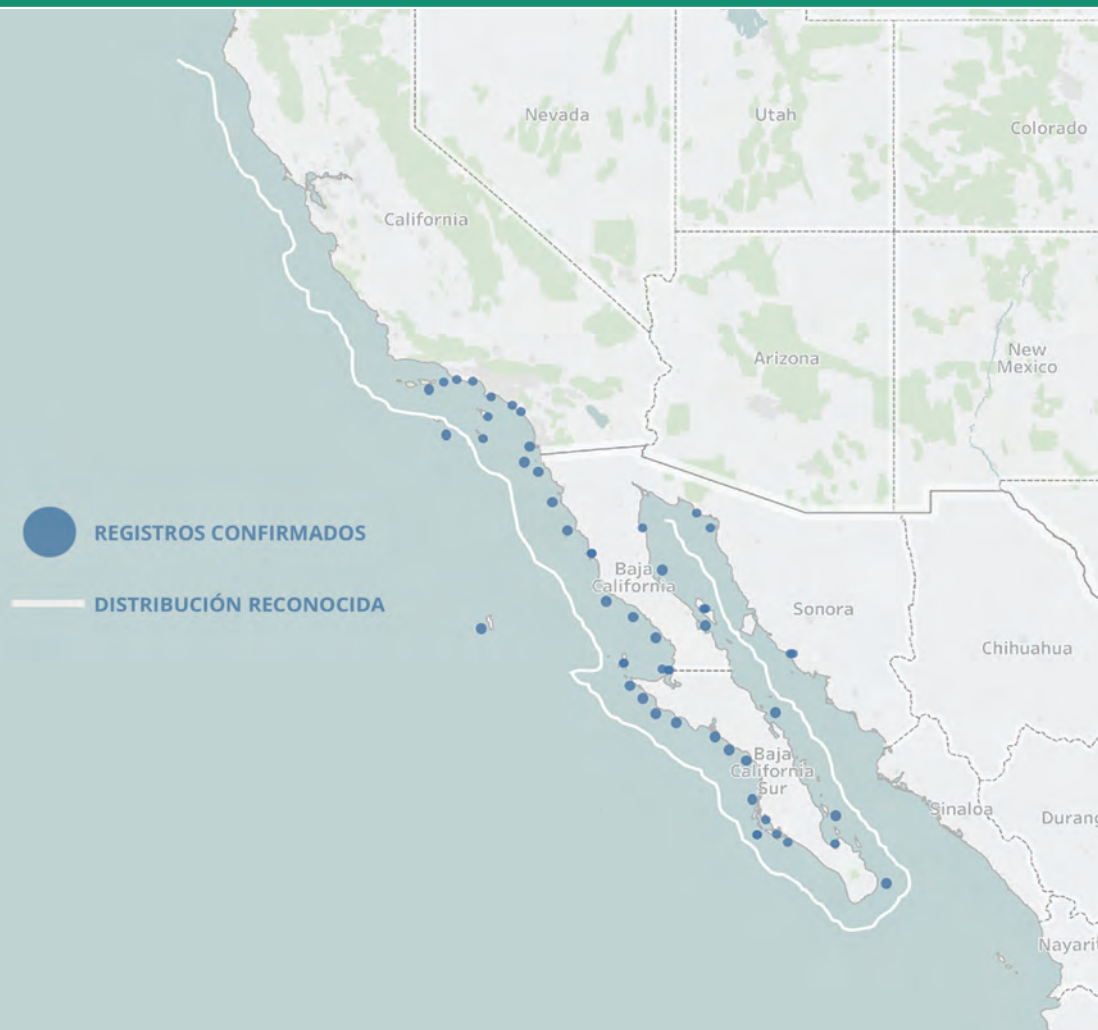 Nevada
Utah
Colorado
California
Arizona
New
Mexico
REGISTROS CONFIRMADOS
DISTRIBUCIÓN RECONOCIDA
Baja
California
Sonora
Chihuahua
Baja
California
Sur
Sinaloa
Durang
Nayarit